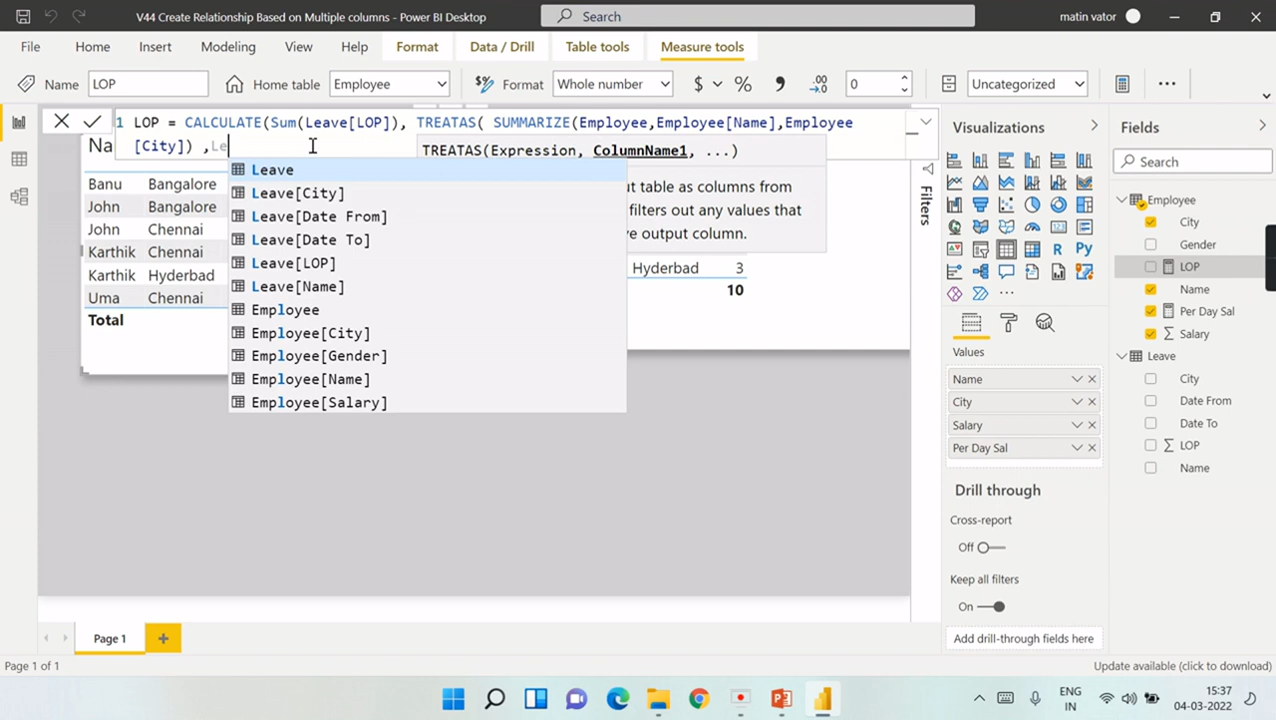 V44 Create Relationship Based on Multiple columns - Power BI Desktop
Search
matin vator
File Home Insert Modeling View Help Format Data / Drill Table tools Measure tools
Name LOP Home table Employee Format Whole number $ % 0 Uncategorized
1 LOP = CALCULATE(Sum(Leave[LOP]), TREATAS( SUMMARIZE(Employee,Employee[Name],Employee
[City]) ,Le
TREATAS(Expression, ColumnName1, ...)
ut table as columns from
filters out any values that
ve output column.
Na
Banu Bangalore
John Bangalore
John Chennai
Karthik Chennai
Karthik Hyderbad
Uma Chennai
Total
Leave
Leave[City]
Leave[Date From]
Leave[Date To]
Leave[LOP]
Leave[Name]
Employee
Employee[City]
Employee[Gender]
Employee[Name]
Employee[Salary]
Hyderbad 3
10
Filters
Visualizations
R Py
Values
Name
City
Salary
Per Day Sal
Drill through
Cross-report
Off
Keep all filters
On
Add drill-through fields here
Fields
Search
Employee
City
Gender
LOP
Name
Per Day Sal
Salary
Leave
City
Date From
Date To
LOP
Name
Page 1
Page 1 of 1
Update available (click to download)
ENG
IN
15:37
04-03-2022